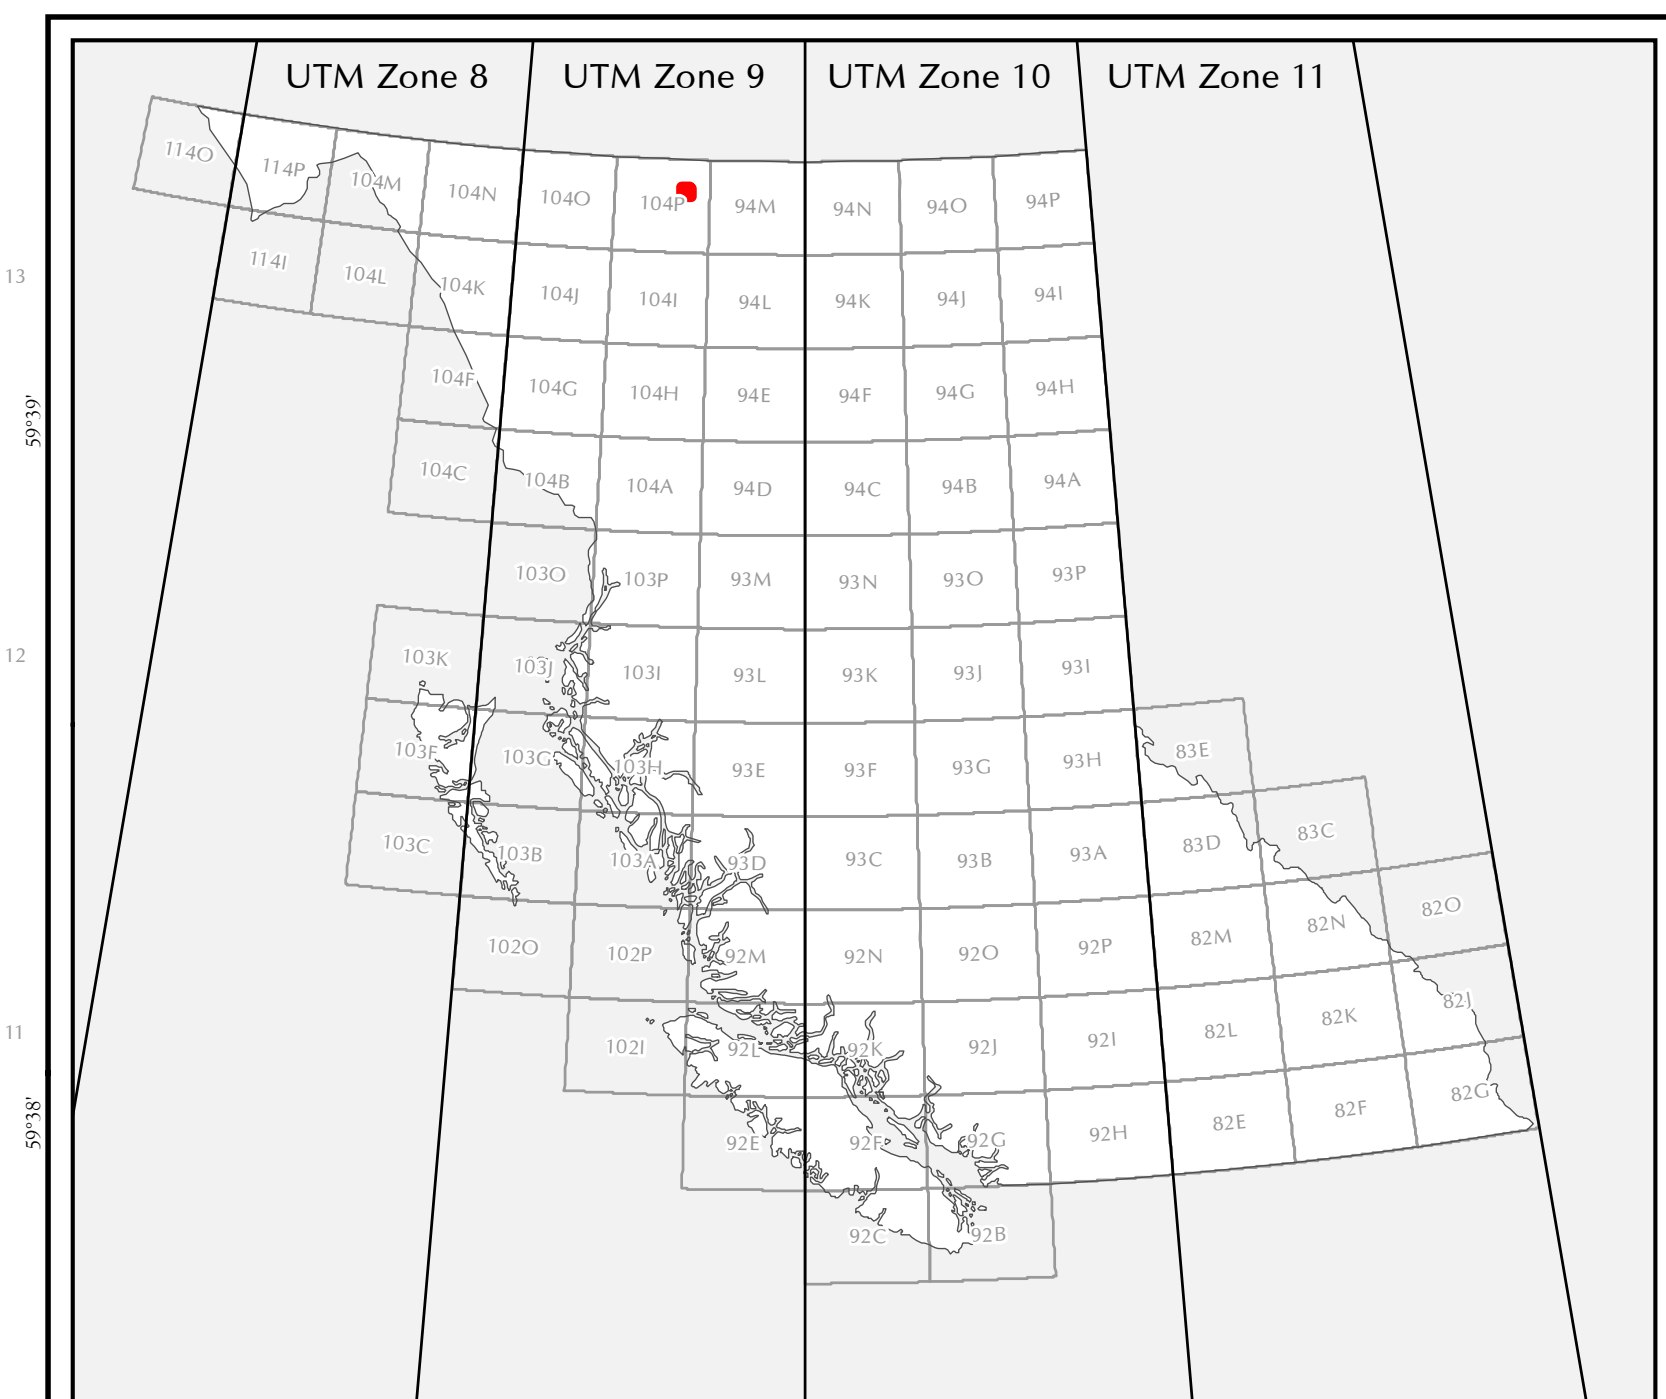 UTM Zone 8 UTM Zone 9 UTM Zone 10 UTM Zone 11
114O 114P 104M 104N 104O 104P 94M 94N 94O 94P
13
114I 104L 104K 104J 104I 94L 94K 94J 94I
59°39'
104F 104G 104H 94E 94F 94G 94H
104C 104B 104A 94D 94C 94B 94A
103O 103P 93M 93N 93O 93P
12
103K 103J 103I 93L 93K 93J 93I
103F 103G 103H 93E 93F 93G 93H 83E
103C 103B 103A 93D 93C 93B 93A 83D 83C
102O 102P 92M 92N 92O 92P 82M 82N 82O
11
102I 92L 92K 92J 92I 82L 82K 82J
59°38'
92E 92F 92G 92H 82E 82F 82G
92C 92B